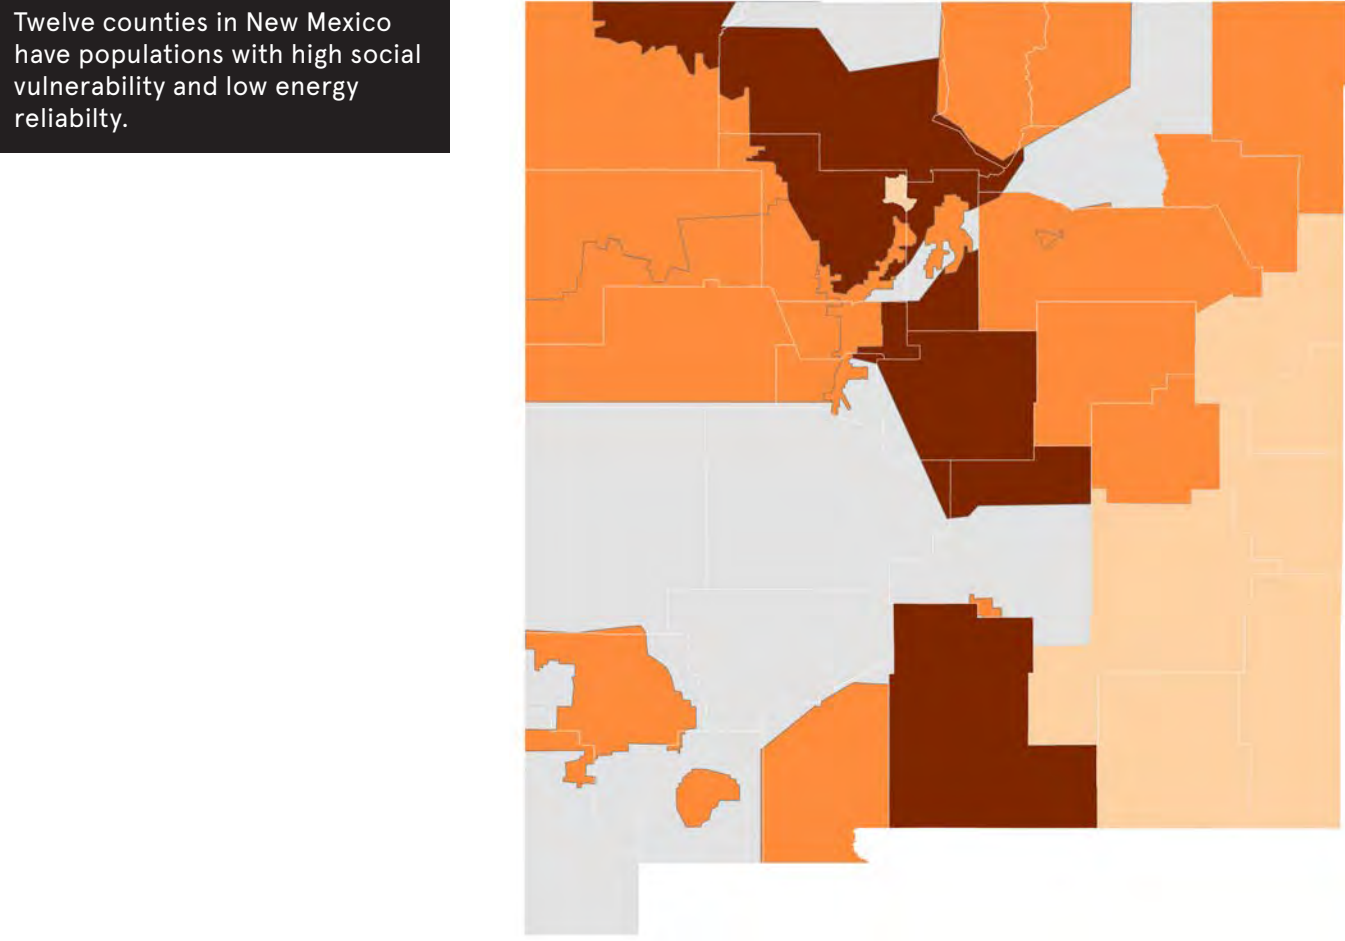 Twelve counties in New Mexico
have populations with high social
vulnerability and low energy
reliabilty.